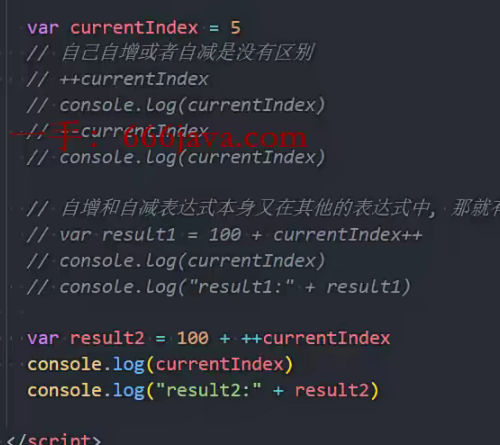 var currentIndex = 5
// 自己自增或者自减是没有区别
// ++currentIndex
// console.log(currentIndex)
// currentIndex
一手：666java.com
// console.log(currentIndex)
// 自增和自减表达式本身又在其他的表达式中, 那就有
// var result1 = 100 + currentIndex++
// console.log(currentIndex)
// console.log("result1:" + result1)
var result2 = 100 + ++currentIndex
console.log(currentIndex)
console.log("result2:" + result2)
</script>